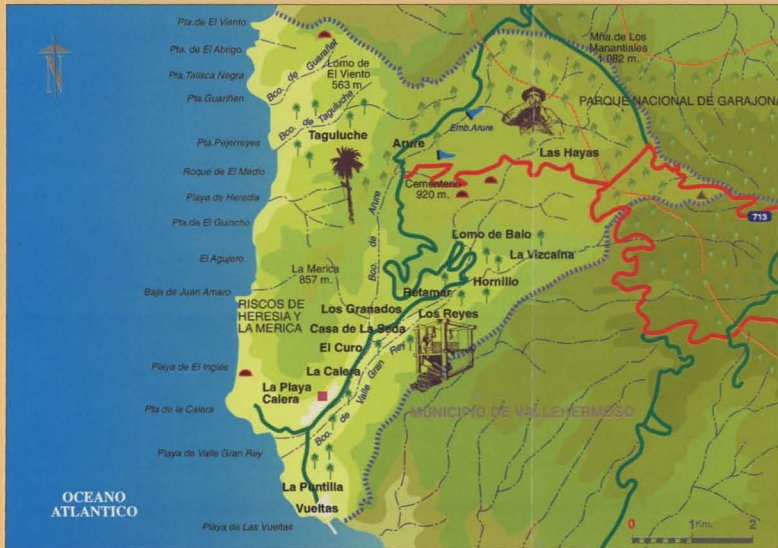 Pta.de El Viento
Pta. de El Abrigo
Pta.Talisca Negra
Pta.Guariñen
Pta.Pejerreyes
Roque de El Medio
Playa de Heredia
Pta.de El Guincho
El Agujero
Baja de Juan Amaro
Playa de El Inglés
Pta de la Calera
Playa de Valle Gran Rey
Playa de Las Vueltas
OCEANO
ATLANTICO
N
Bco. de Guarañel
Lomo de
El Viento
563 m.
Bco. de Taguluche
Taguluche
Arure
Emb.Arure
Mña.de Los
Manantiales
1.082 m.
PARQUE NACIONAL DE GARAJONA
Las Hayas
Cementerio
920 m.
713
Bco. de Arure
Lomo de Balo
La Vizcaína
Hornillo
La Merica
857 m.
Retamar
RISCOS DE
HERESIA Y
LA MERICA
Los Granados
Los Reyes
Casa de La Seda
El Curo
La Calera
La Playa
Calera
Bco. de Valle Gran Rey
MUNICIPIO DE VALLEHERMOSO
La Puntilla
Vueltas
0 1Km. 2